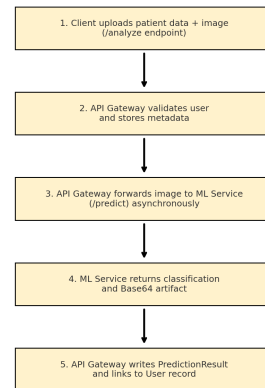 1. Client uploads patient data + image
(/analyze endpoint)
2. API Gateway validates user
and stores metadata
3. API Gateway forwards image to ML Service
(/predict) asynchronously
4. ML Service returns classification
and Base64 artifact
5. API Gateway writes PredictionResult
and links to User record